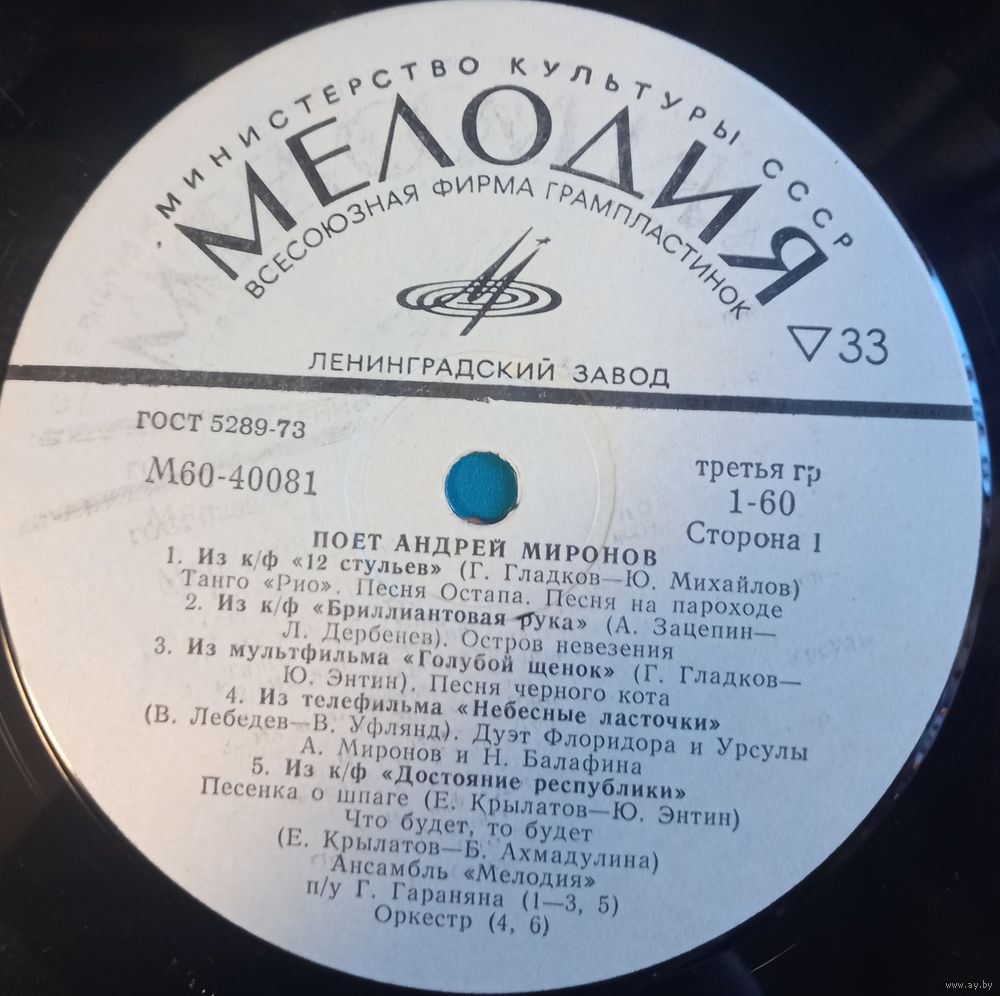 МИНИСТЕРСТВО КУЛЬТУРЫ СССР
МЕЛОДИЯ
ВСЕСОЮЗНАЯ ФИРМА ГРАМПЛАСТИНОК
▽33
ЛЕНИНГРАДСКИЙ ЗАВОД
ГОСТ 5289-73
М60-40081
третья гр
1-60
Сторона 1
ПОЕТ АНДРЕЙ МИРОНОВ
1. Из к/ф «12 стульев» (Г. Гладков—Ю. Михайлов)
Танго «Рио». Песня Остапа. Песня на пароходе
2. Из к/ф «Бриллиантовая рука» (А. Зацепин—
Л. Дербенев). Остров невезения
3. Из мультфильма «Голубой щенок» (Г. Гладков—
Ю. Энтин). Песня черного кота
4. Из телефильма «Небесные ласточки»
(В. Лебедев—В. Уфлянд). Дуэт Флоридора и Урсулы
А. Миронов и Н. Балафина
5. Из к/ф «Достояние республики»
Песенка о шпаге (Е. Крылатов—Ю. Энтин)
Что будет, то будет
(Е. Крылатов—Б. Ахмадулина)
Ансамбль «Мелодия»
п/у Г. Гараняна (1—3, 5)
Оркестр (4, 6)
www.ay.by